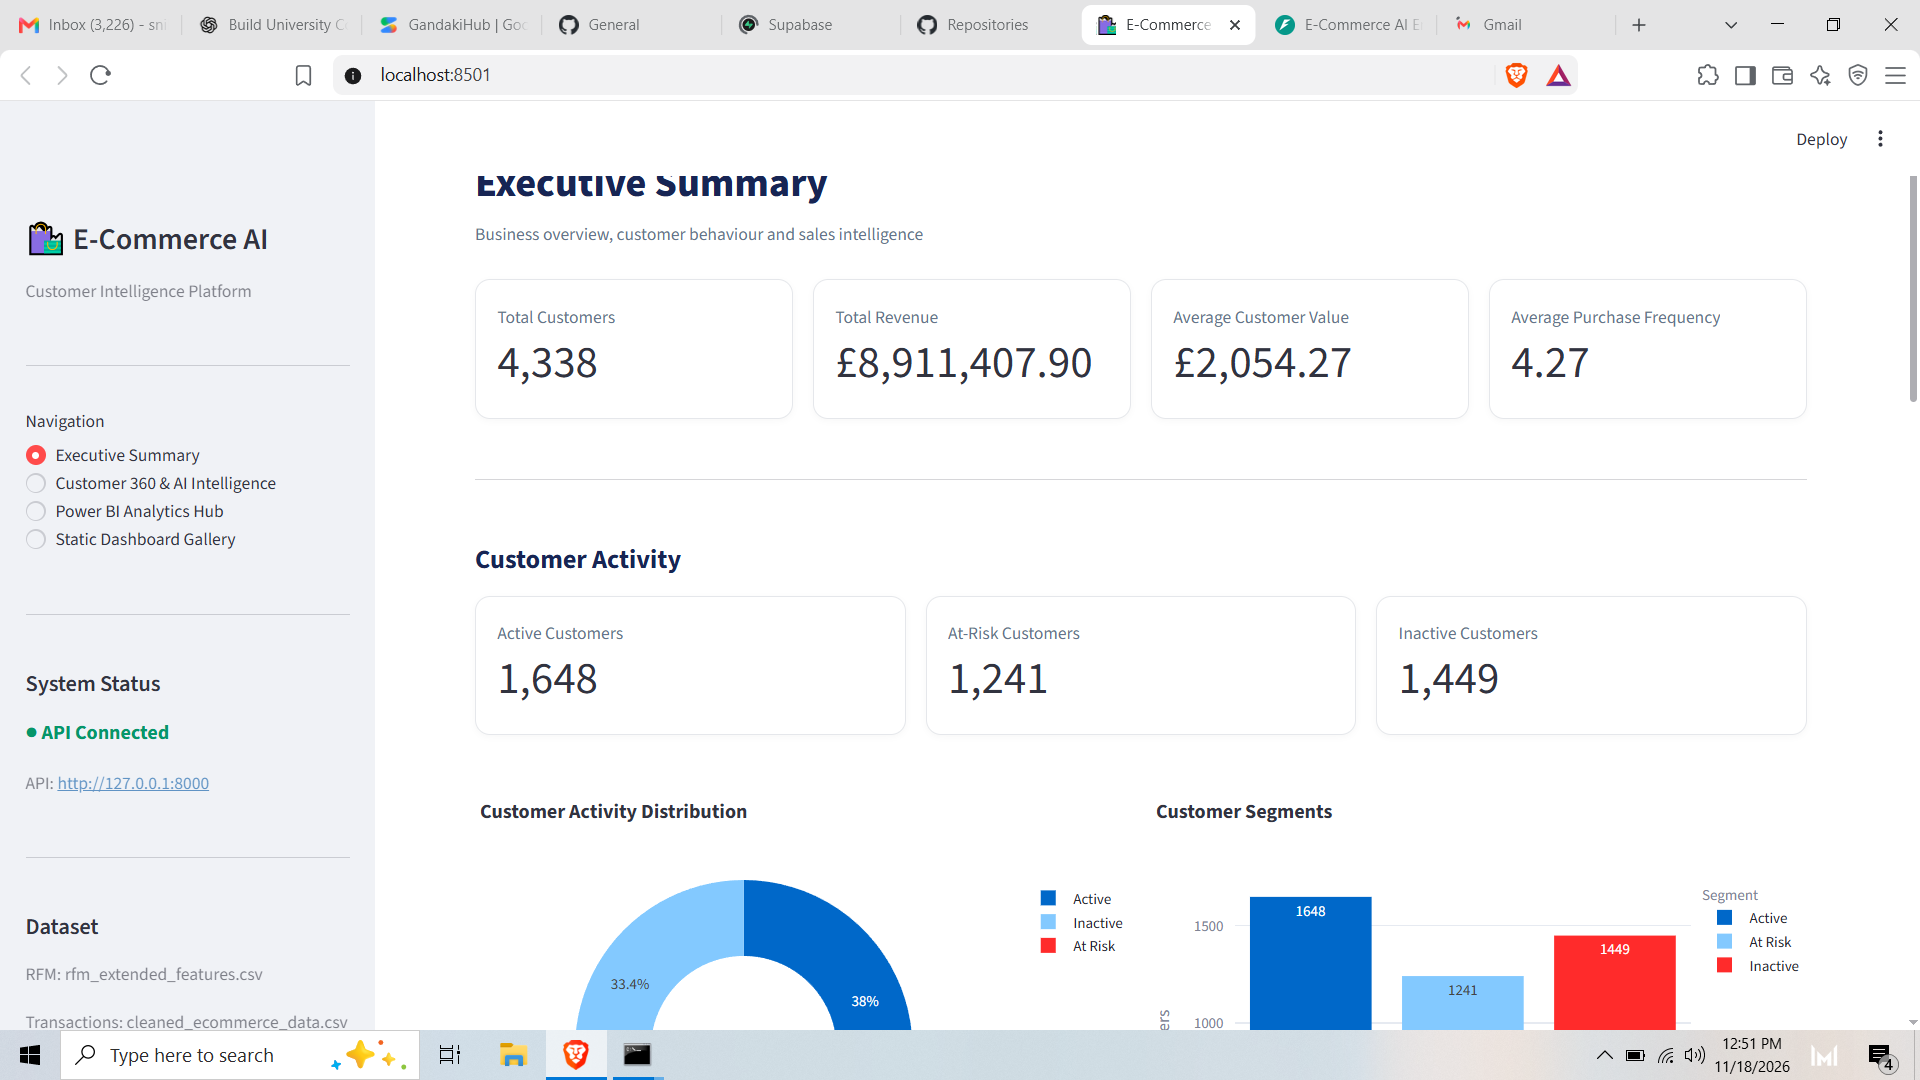 Inbox (3,226) - sni
Build University C
GandakiHub | Goo
General
Supabase
Repositories
E-Commerce
E-Commerce AI E
Gmail
localhost:8501
Deploy
E-Commerce AI
Customer Intelligence Platform
Navigation
Executive Summary
Customer 360 & AI Intelligence
Power BI Analytics Hub
Static Dashboard Gallery
System Status
API Connected
API: http://127.0.0.1:8000
Dataset
RFM: rfm_extended_features.csv
Transactions: cleaned_ecommerce_data.csv
Executive Summary
Business overview, customer behaviour and sales intelligence
Total Customers
4,338
Total Revenue
£8,911,407.90
Average Customer Value
£2,054.27
Average Purchase Frequency
4.27
Customer Activity
Active Customers
1,648
At-Risk Customers
1,241
Inactive Customers
1,449
Customer Activity Distribution
33.4%
38%
Active
Inactive
At Risk
Customer Segments
1500
1000
ers
1648
1241
1449
Segment
Active
At Risk
Inactive
Type here to search
12:51 PM
11/18/2026
4